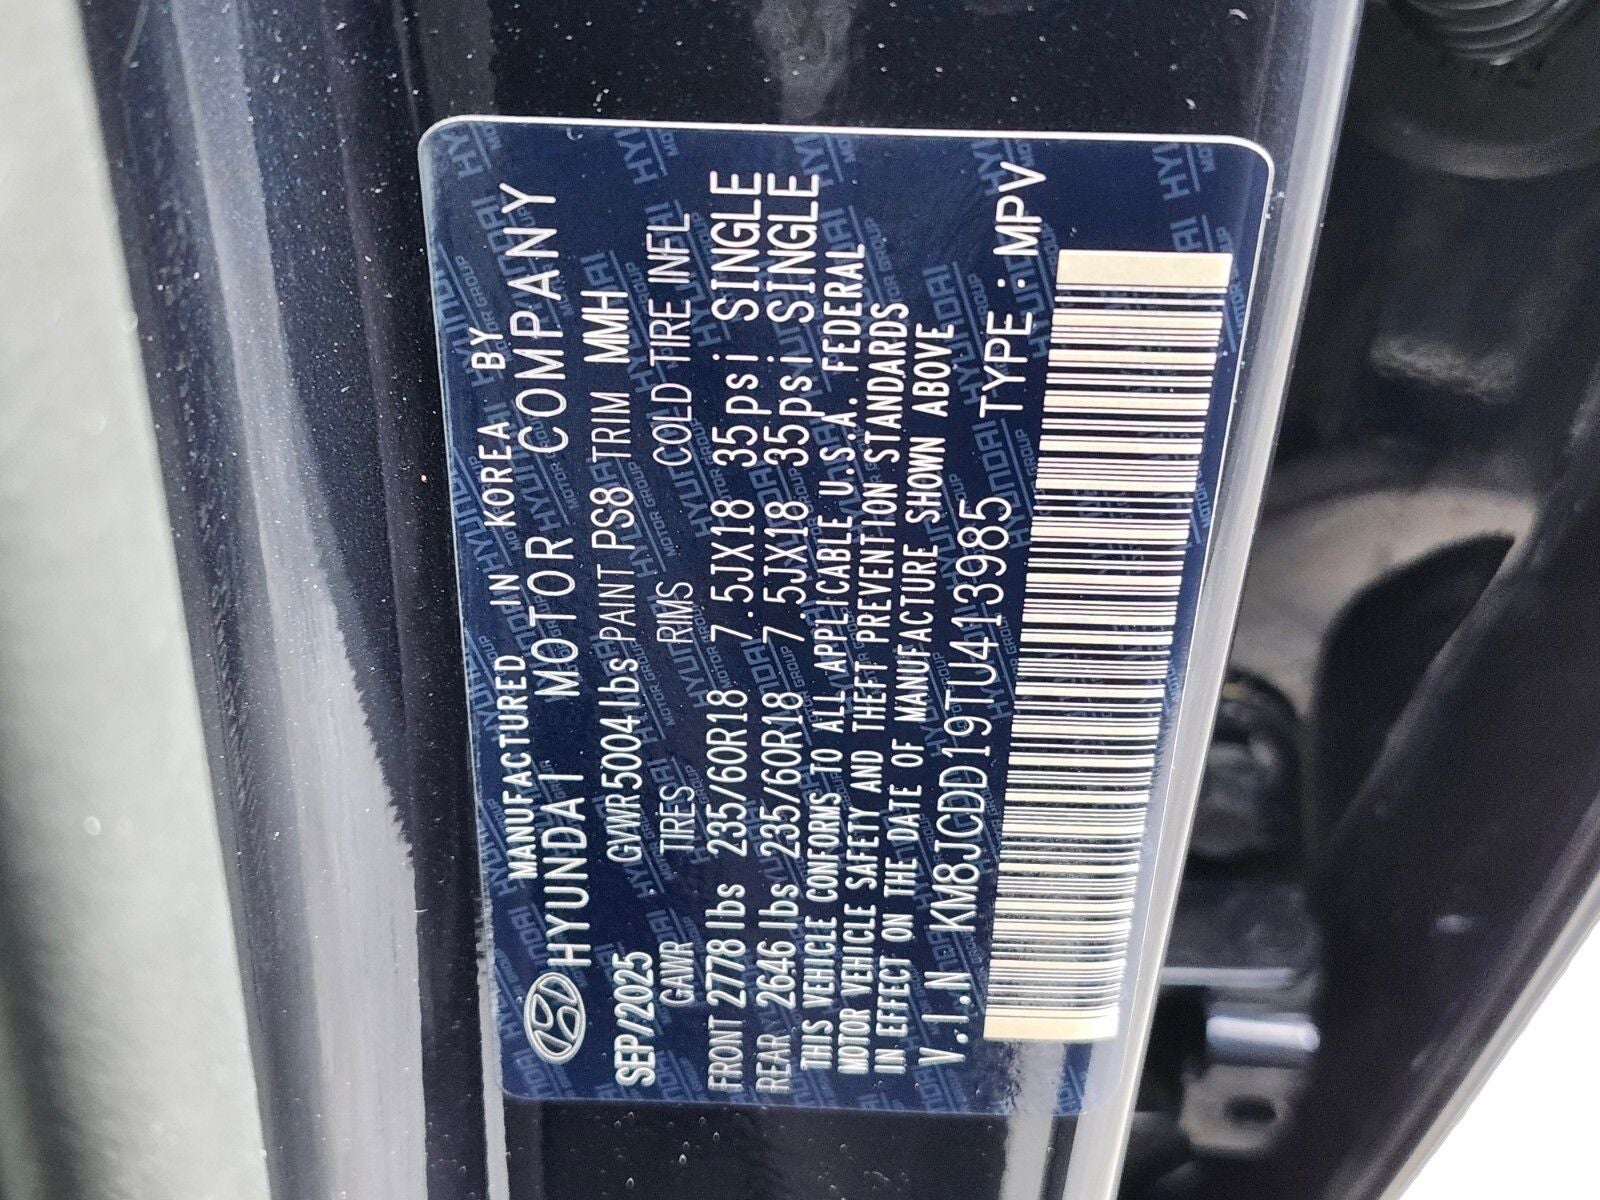 MANUFACTURED IN KOREA BY
HYUNDAI MOTOR COMPANY
SEP/2025 GVWR 5004 lbs PAINT PS8 TRIM MMH
GAWR TIRES RIMS COLD TIRE INFL
FRONT 2778 lbs 235/60R18 7.5JX18 35psi SINGLE
REAR 2646 lbs 235/60R18 7.5JX18 35psi SINGLE
THIS VEHICLE CONFORMS TO ALL APPLICABLE U.S.A. FEDERAL
MOTOR VEHICLE SAFETY AND THEFT PREVENTION STANDARDS
IN EFFECT ON THE DATE OF MANUFACTURE SHOWN ABOVE
V.I.N KM8JCDD19TU413985 TYPE : MPV